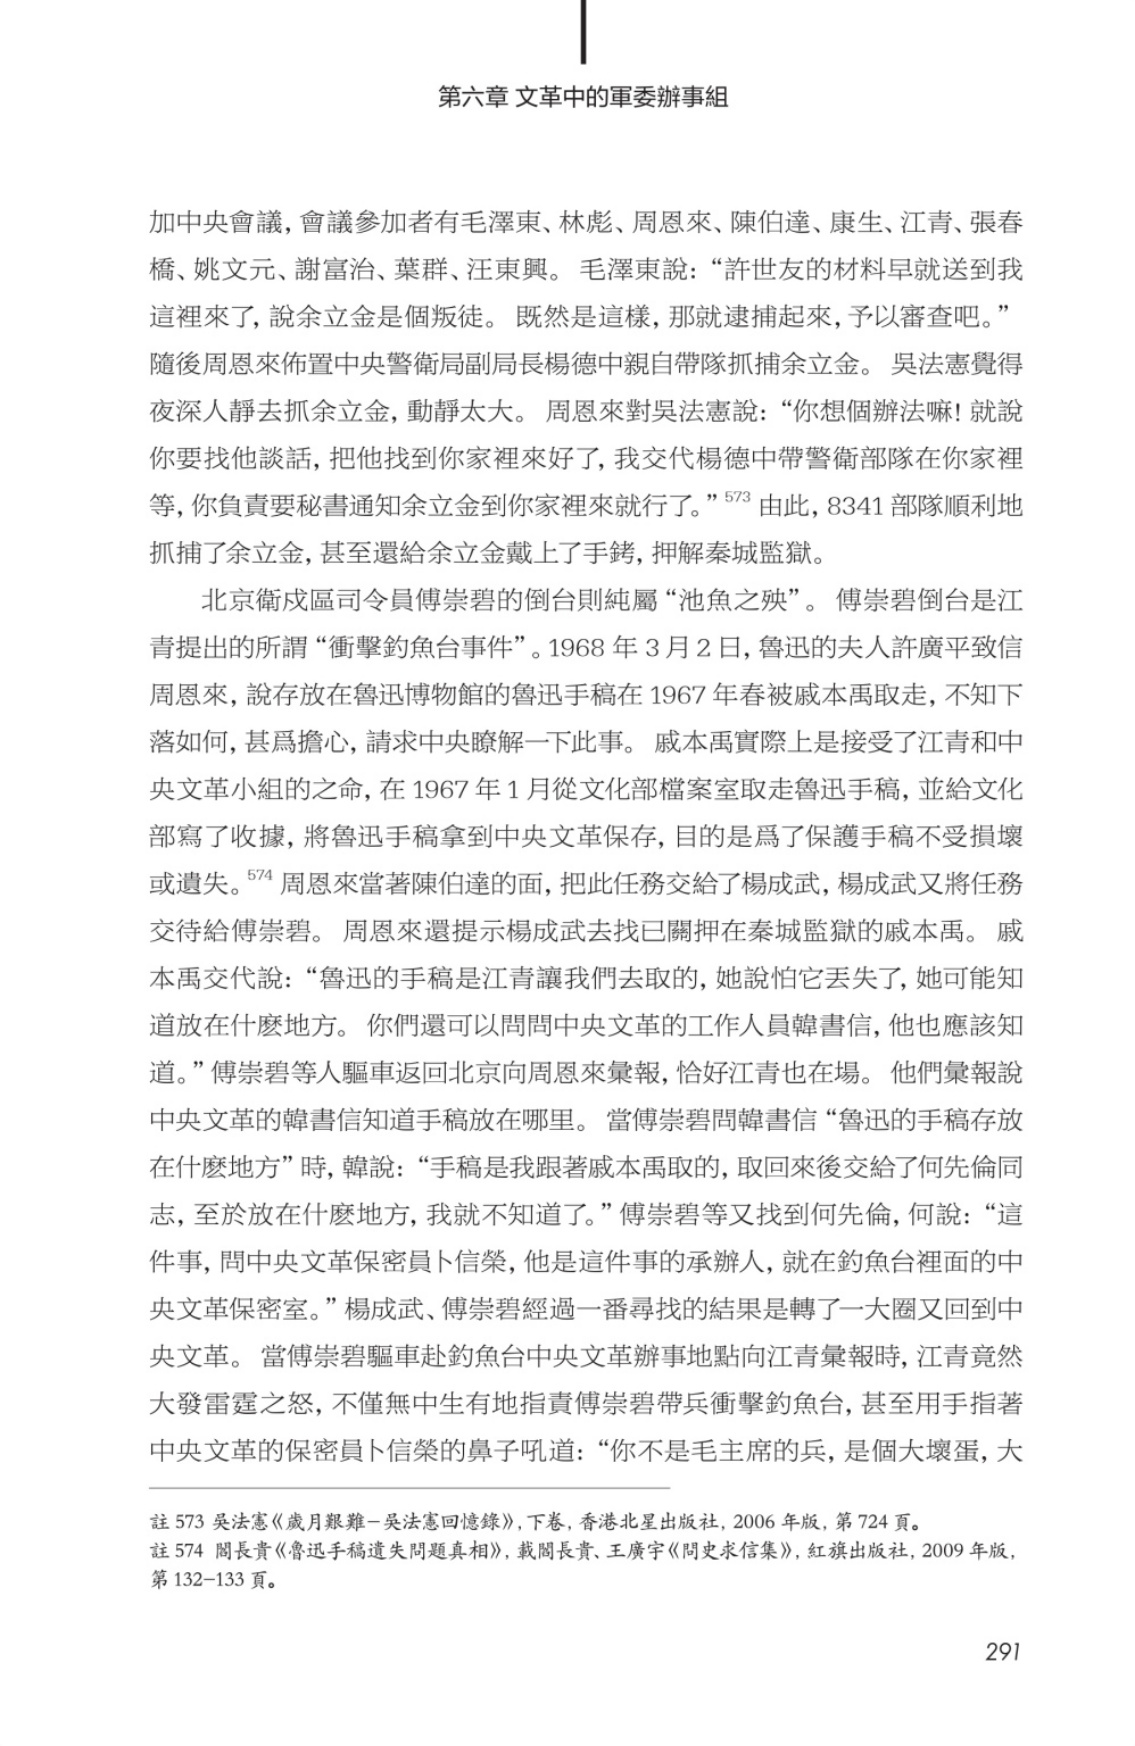 第六章 文革中的軍委辦事組
加中央會議，會議參加者有毛澤東、林彪、周恩來、陳伯達、康生、江青、張春
橋、姚文元、謝富治、葉群、汪東興。 毛澤東說：“許世友的材料早就送到我
這裡來了，說余立金是個叛徒。 既然是這樣，那就逮捕起來，予以審查吧。”
隨後周恩來佈置中央警衛局副局長楊德中親自帶隊抓捕余立金。 吳法憲覺得
夜深人靜去抓余立金，動靜太大。 周恩來對吳法憲說：“你想個辦法嘛！就說
你要找他談話，把他找到你家裡來好了，我交代楊德中帶警衛部隊在你家裡
等，你負責要秘書通知余立金到你家裡來就行了。”573 由此，8341 部隊順利地
抓捕了余立金，甚至還給余立金戴上了手銬，押解秦城監獄。
北京衛戍區司令員傅崇碧的倒台則純屬“池魚之殃”。 傅崇碧倒台是江
青提出的所謂“衝擊釣魚台事件”。1968 年 3 月 2 日，魯迅的夫人許廣平致信
周恩來，說存放在魯迅博物館的魯迅手稿在 1967 年春被戚本禹取走，不知下
落如何，甚爲擔心，請求中央瞭解一下此事。 戚本禹實際上是接受了江青和中
央文革小組的之命，在 1967 年 1 月從文化部檔案室取走魯迅手稿，並給文化
部寫了收據，將魯迅手稿拿到中央文革保存，目的是爲了保護手稿不受損壞
或遺失。574 周恩來當著陳伯達的面，把此任務交給了楊成武，楊成武又將任務
交待給傅崇碧。 周恩來還提示楊成武去找已關押在秦城監獄的戚本禹。 戚
本禹交代說：“魯迅的手稿是江青讓我們去取的，她說怕它丟失了，她可能知
道放在什麽地方。 你們還可以問問中央文革的工作人員韓書信，他也應該知
道。”傅崇碧等人驅車返回北京向周恩來彙報，恰好江青也在場。 他們彙報說
中央文革的韓書信知道手稿放在哪里。 當傅崇碧問韓書信“魯迅的手稿存放
在什麽地方”時，韓說：“手稿是我跟著戚本禹取的，取回來後交給了何先倫同
志，至於放在什麽地方，我就不知道了。”傅崇碧等又找到何先倫，何說：“這
件事，問中央文革保密員卜信榮，他是這件事的承辦人，就在釣魚台裡面的中
央文革保密室。”楊成武、傅崇碧經過一番尋找的結果是轉了一大圈又回到中
央文革。 當傅崇碧驅車赴釣魚台中央文革辦事地點向江青彙報時，江青竟然
大發雷霆之怒，不僅無中生有地指責傅崇碧帶兵衝擊釣魚台，甚至用手指著
中央文革的保密員卜信榮的鼻子吼道：“你不是毛主席的兵，是個大壞蛋，大
註 573 吳法憲《歲月艱難－吳法憲回憶錄》，下卷，香港北星出版社，2006 年版，第 724 頁。
註 574 閻長貴《魯迅手稿遺失問題真相》，載閻長貴、王廣宇《問史求信集》，紅旗出版社，2009 年版，
第 132–133 頁。
291